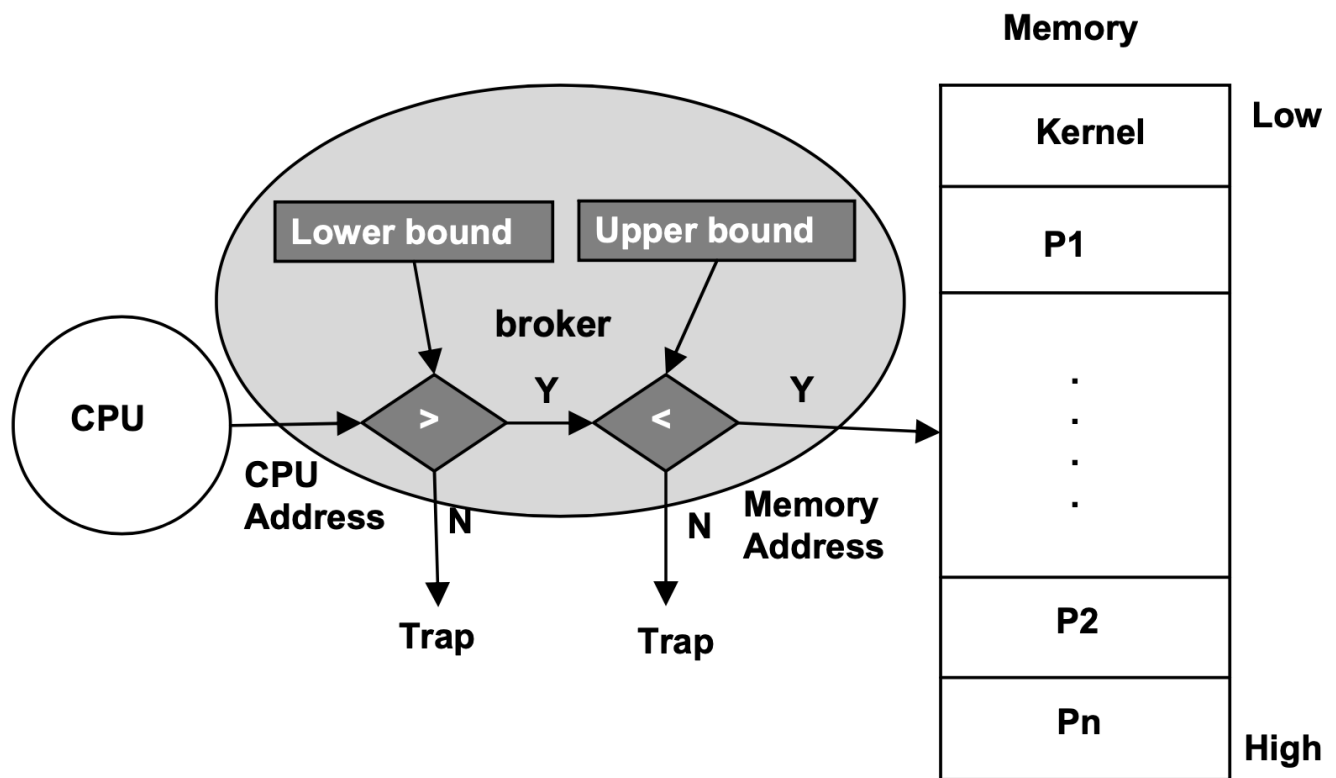 Memory
Kernel
Low
Lower bound
Upper bound
P1
broker
Y
Y
CPU
>
<
CPU
Address
N
N
Memory
Address
.
.
.
.
Trap
Trap
P2
Pn
High